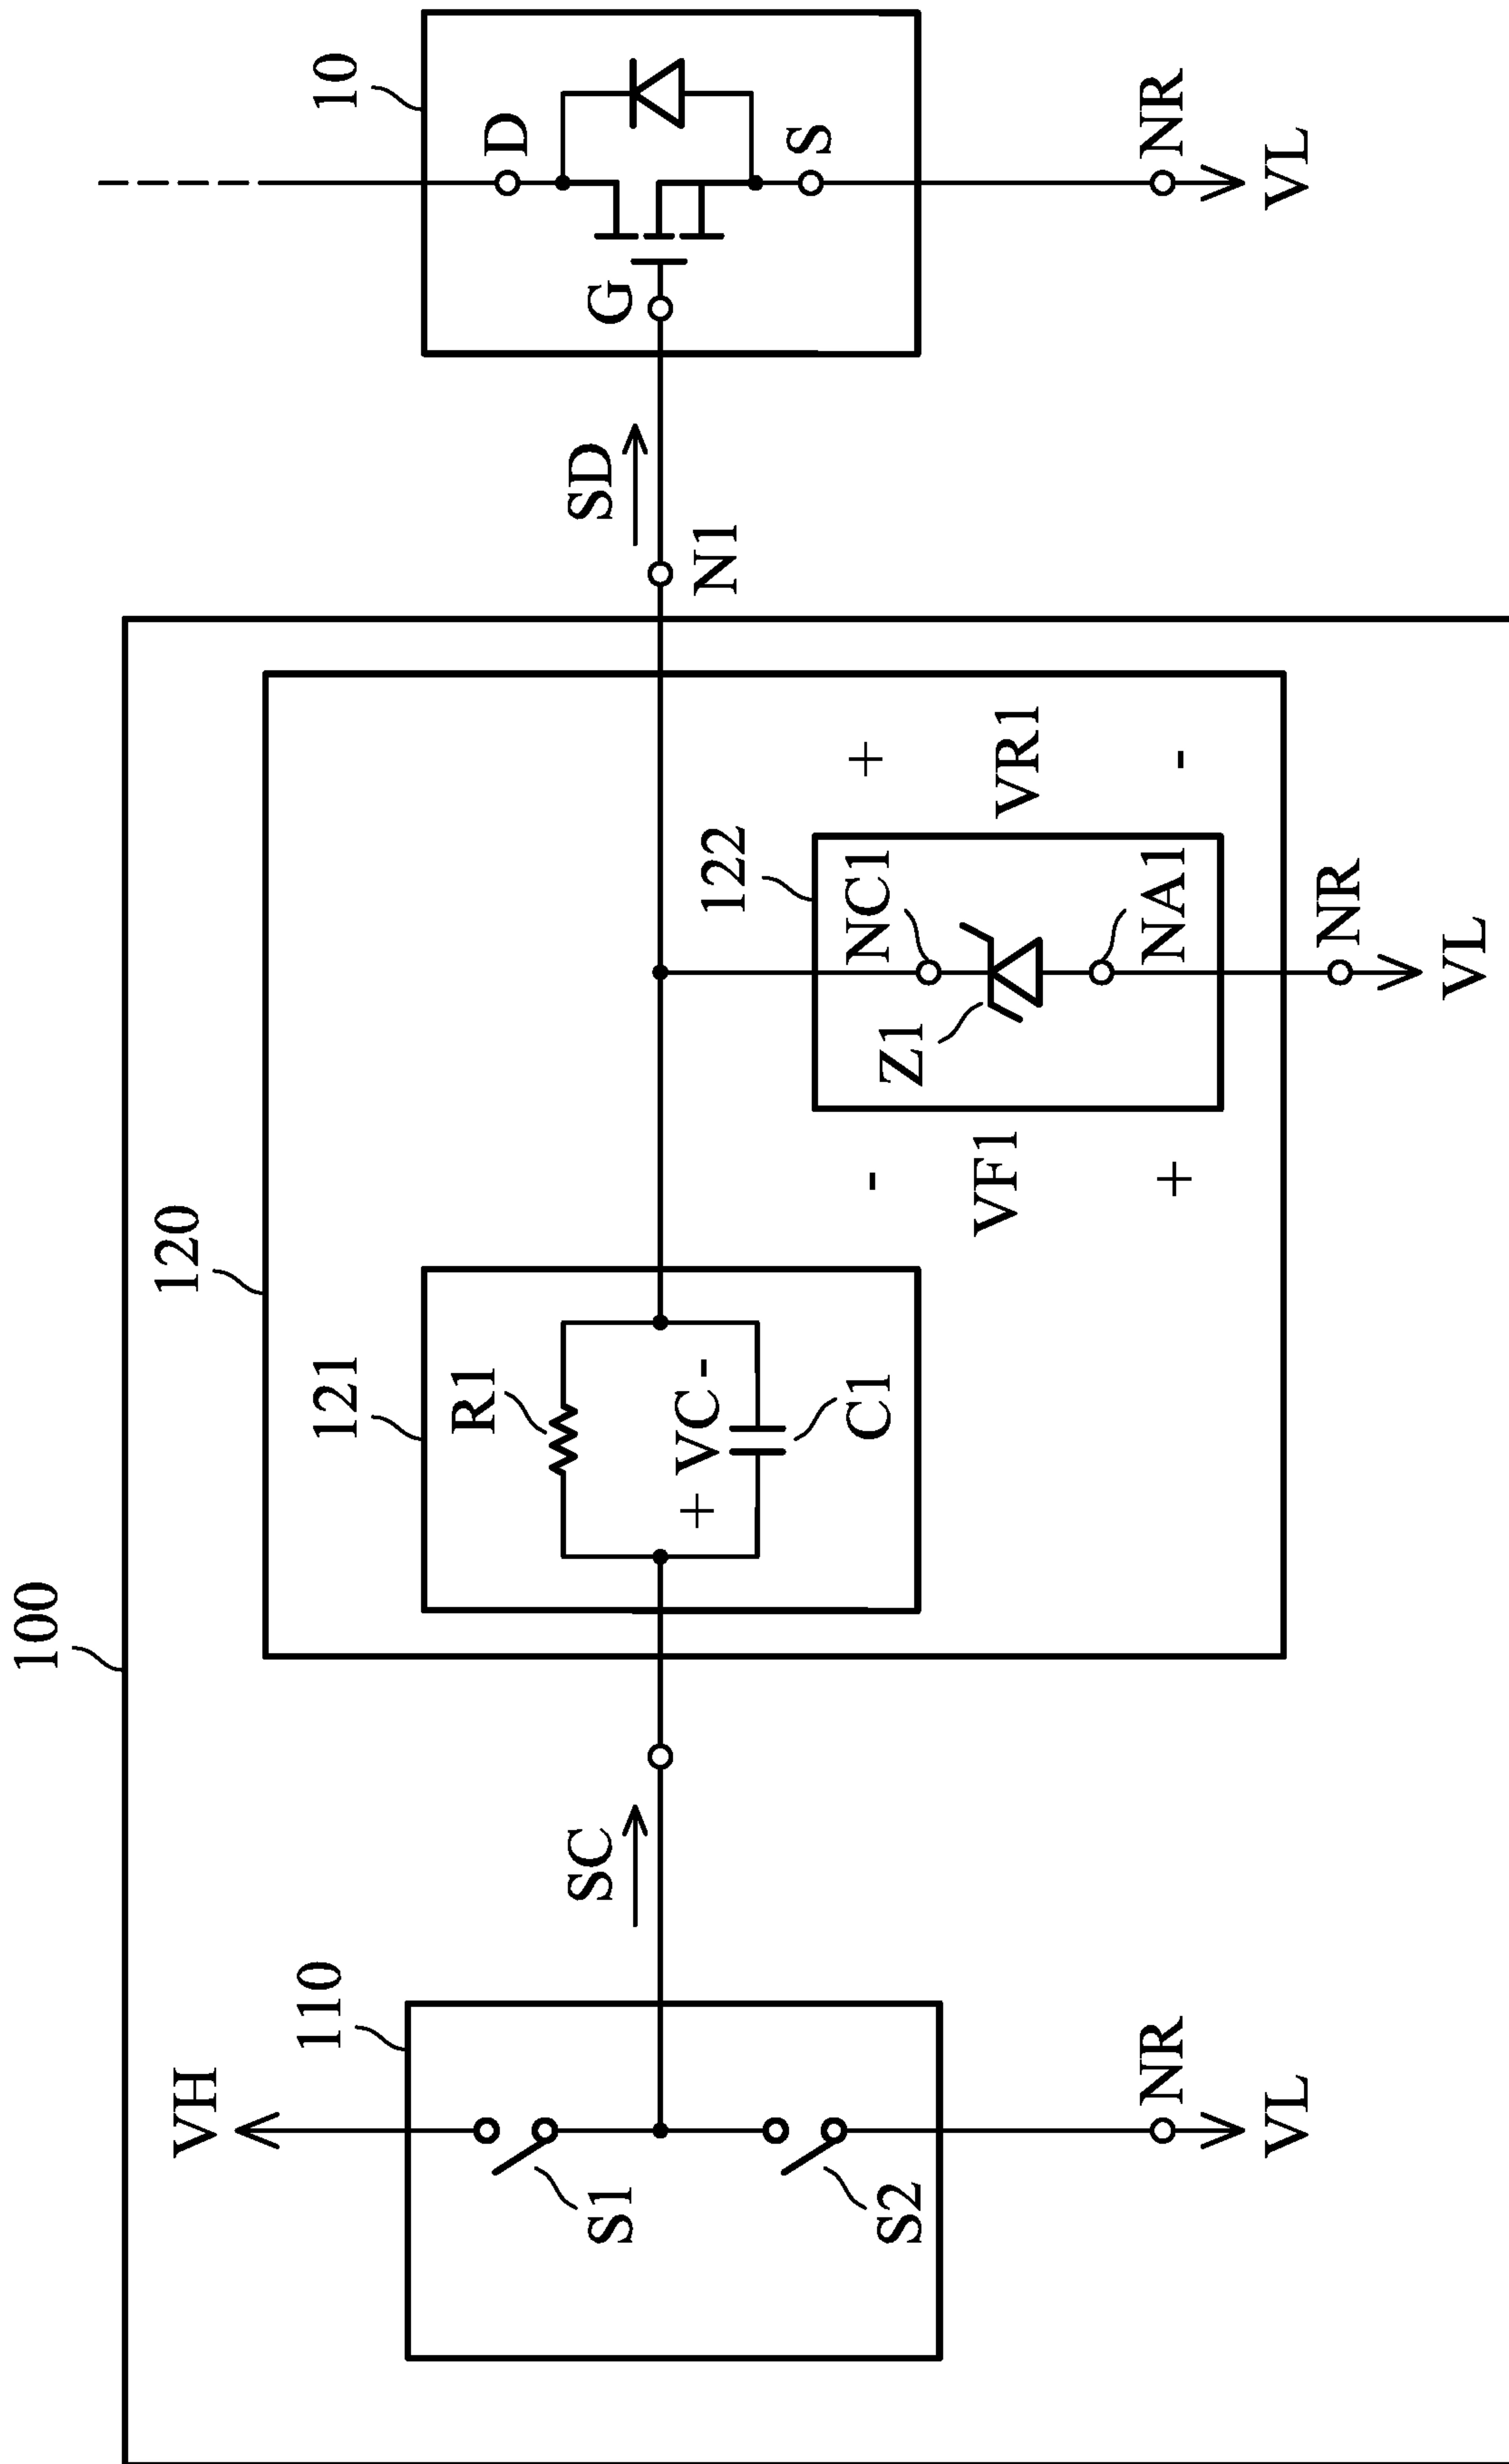 100
120
VH
110
121
R1
+ VC -
C1
SC
S1
S2
NR
VL
122
NC1
Z1
NA1
-
VF1
+
+
VR1
-
NR
VL
N1
SD
10
D
G
S
NR
VL